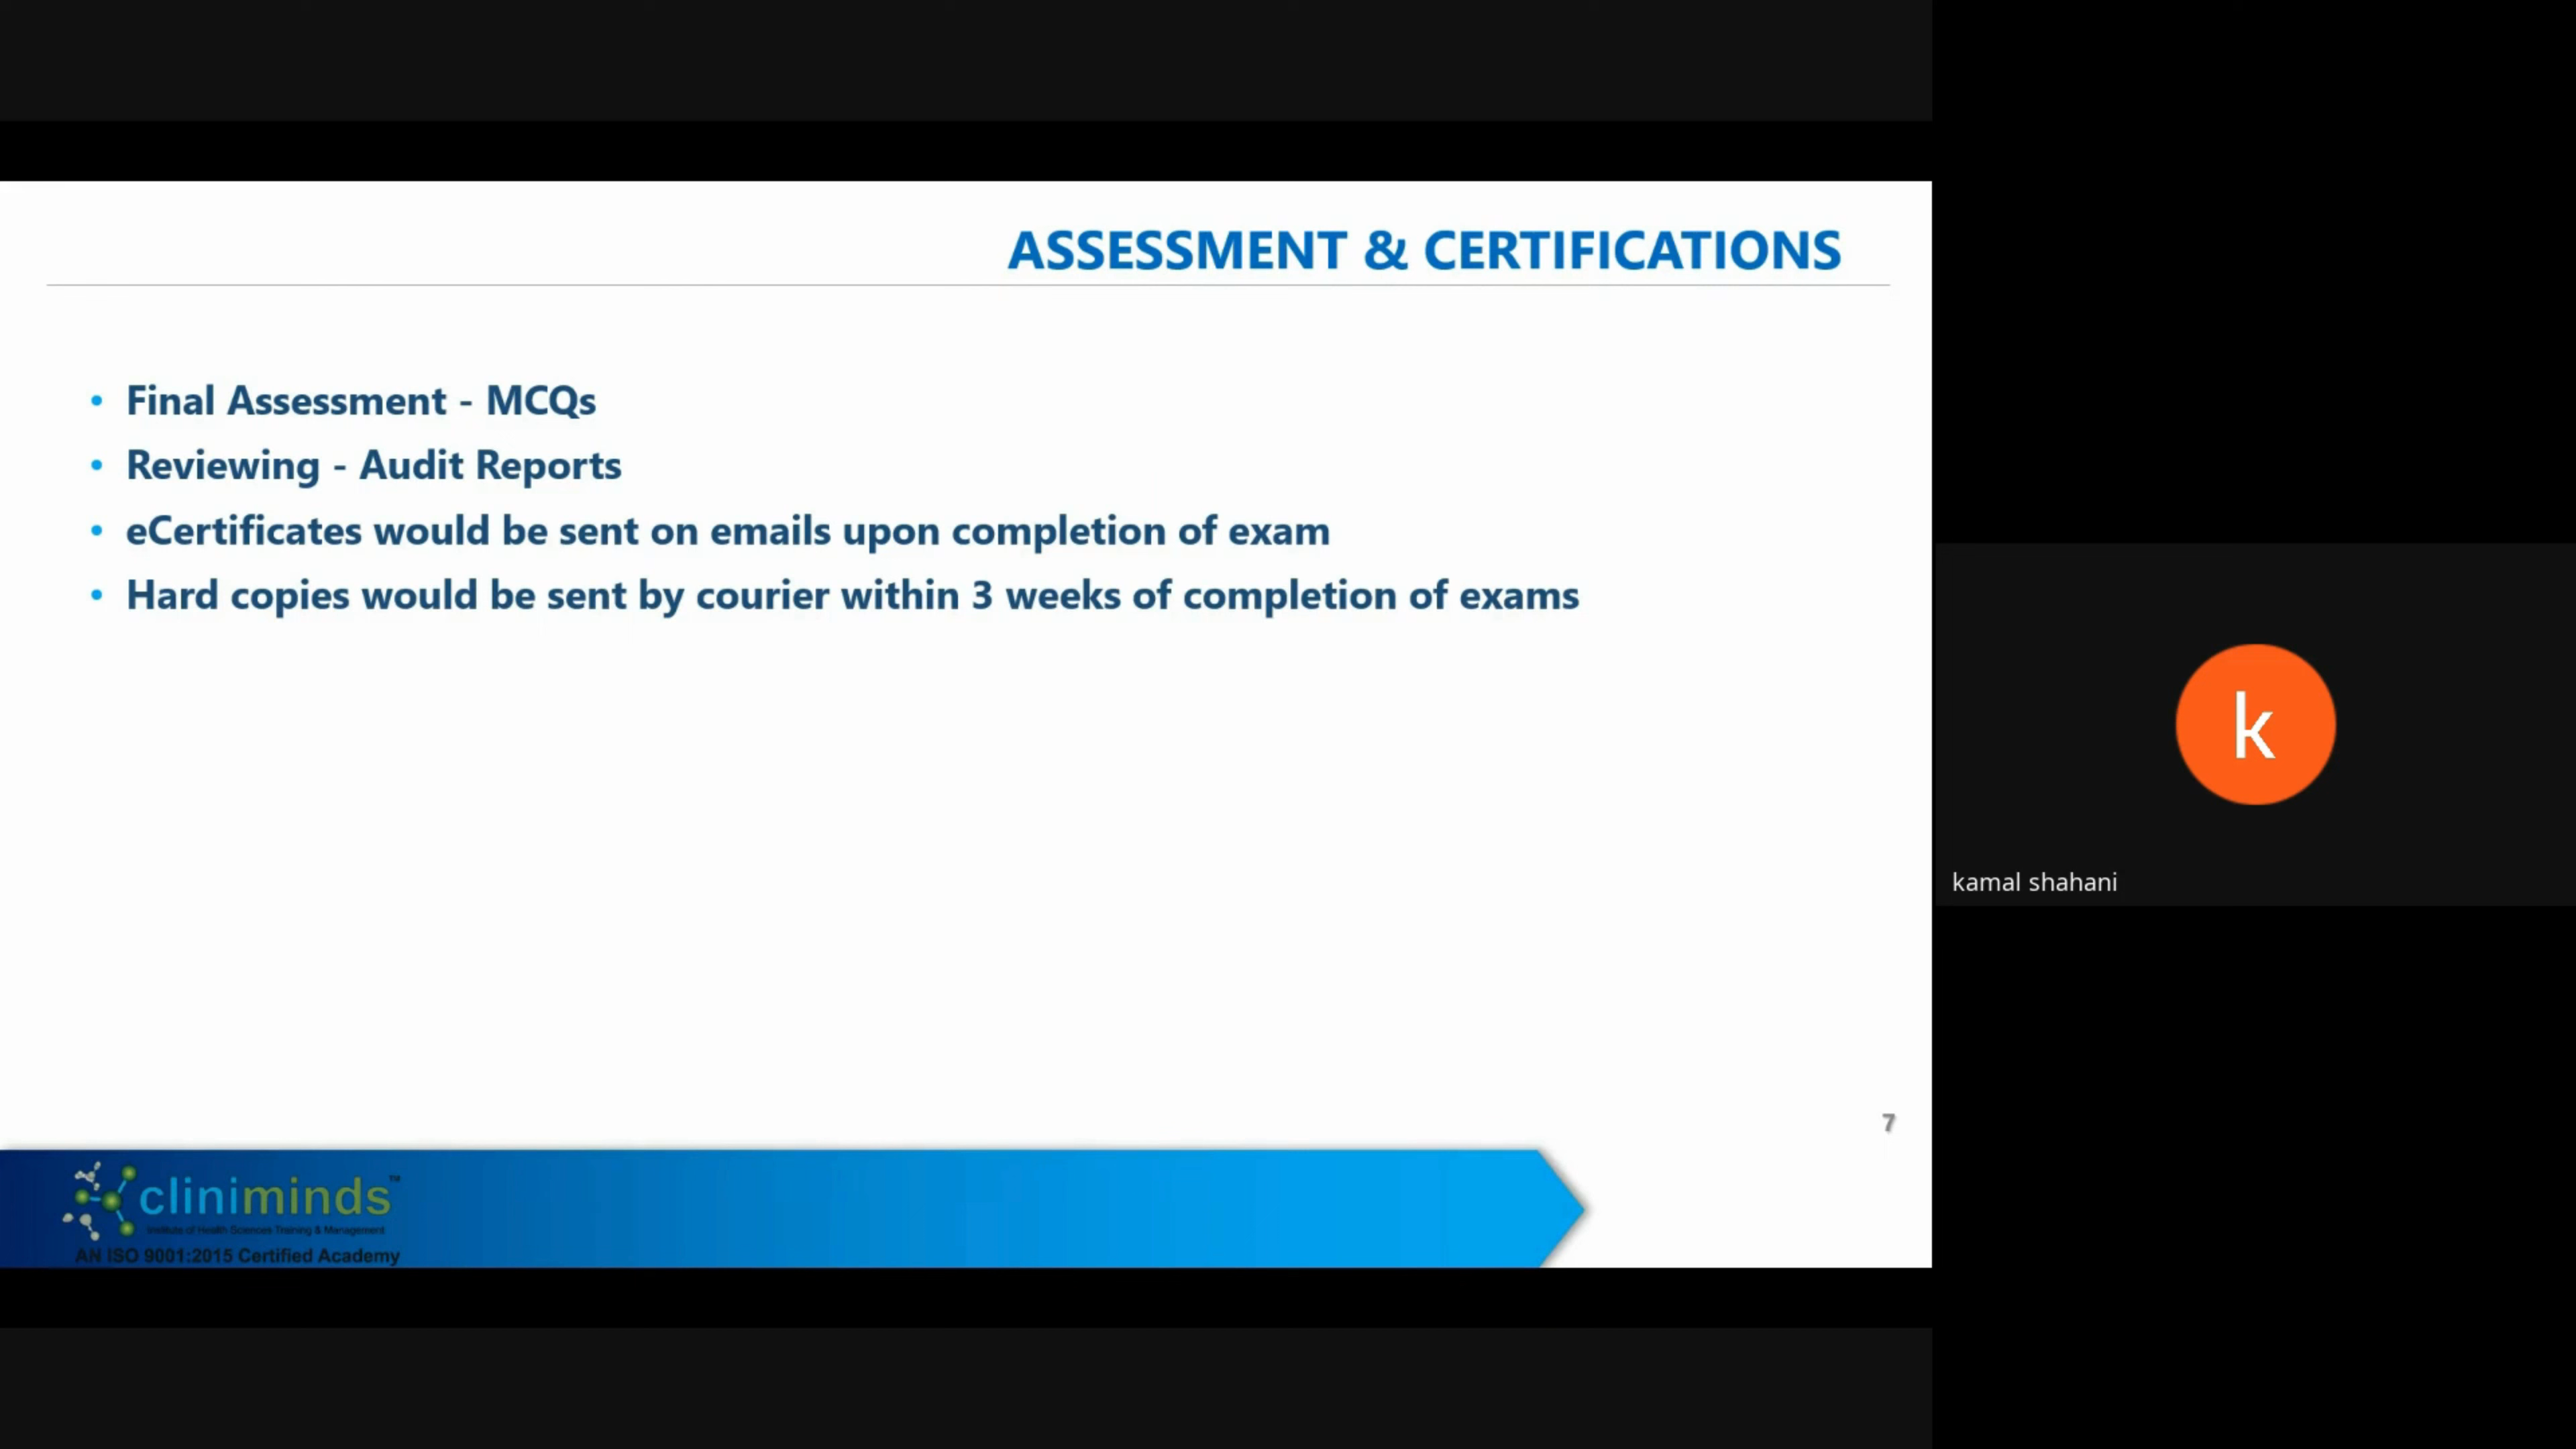 ASSESSMENT & CERTIFICATIONS
• Final Assessment - MCQs
• Reviewing - Audit Reports
• eCertificates would be sent on emails upon completion of exam
• Hard copies would be sent by courier within 3 weeks of completion of exams
k
kamal shahani
7
cliniminds™
Institute of Health Sciences Training & Management
AN ISO 9001:2015 Certified Academy